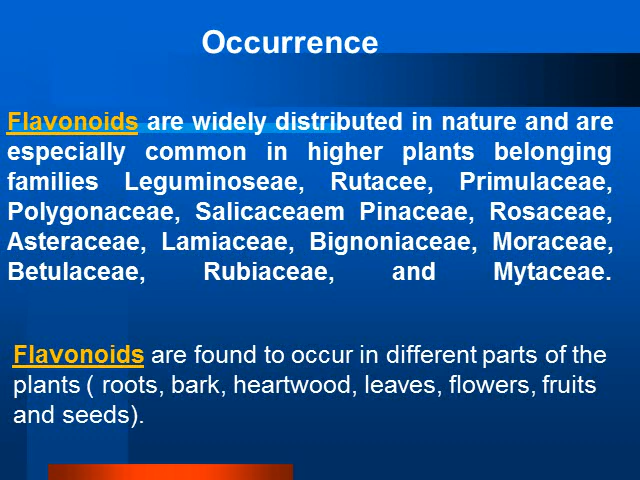 Occurrence
Flavonoids are widely distributed in nature and are
especially common in higher plants belonging
families Leguminoseae, Rutacee, Primulaceae,
Polygonaceae, Salicaceaem Pinaceae, Rosaceae,
Asteraceae, Lamiaceae, Bignoniaceae, Moraceae,
Betulaceae, Rubiaceae, and Mytaceae.
Flavonoids are found to occur in different parts of the
plants ( roots, bark, heartwood, leaves, flowers, fruits
and seeds).